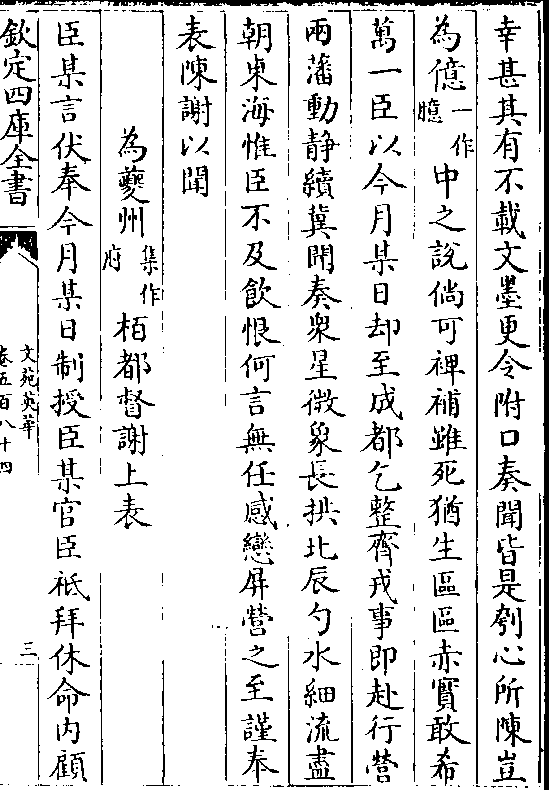 幸甚其有不載文墨更令附口奏聞皆是刳心所陳豈
為億一作臆中之說倘可裨補雖死猶生區區赤實敢希
萬一臣以今月某日却至成都乞整齊戎事即赴行營
兩藩動静續冀聞奏衆星微象長拱北辰勺水細流盡
朝東海惟臣不及飲恨何言無任感戀屏營之至謹奉
表陳謝以聞
為夔州集作府栢都督謝上表
臣某言伏奉今月某日制授臣某官臣祗拜休命内顧
欽定四庫全書
文苑英華
卷五百八十四
三